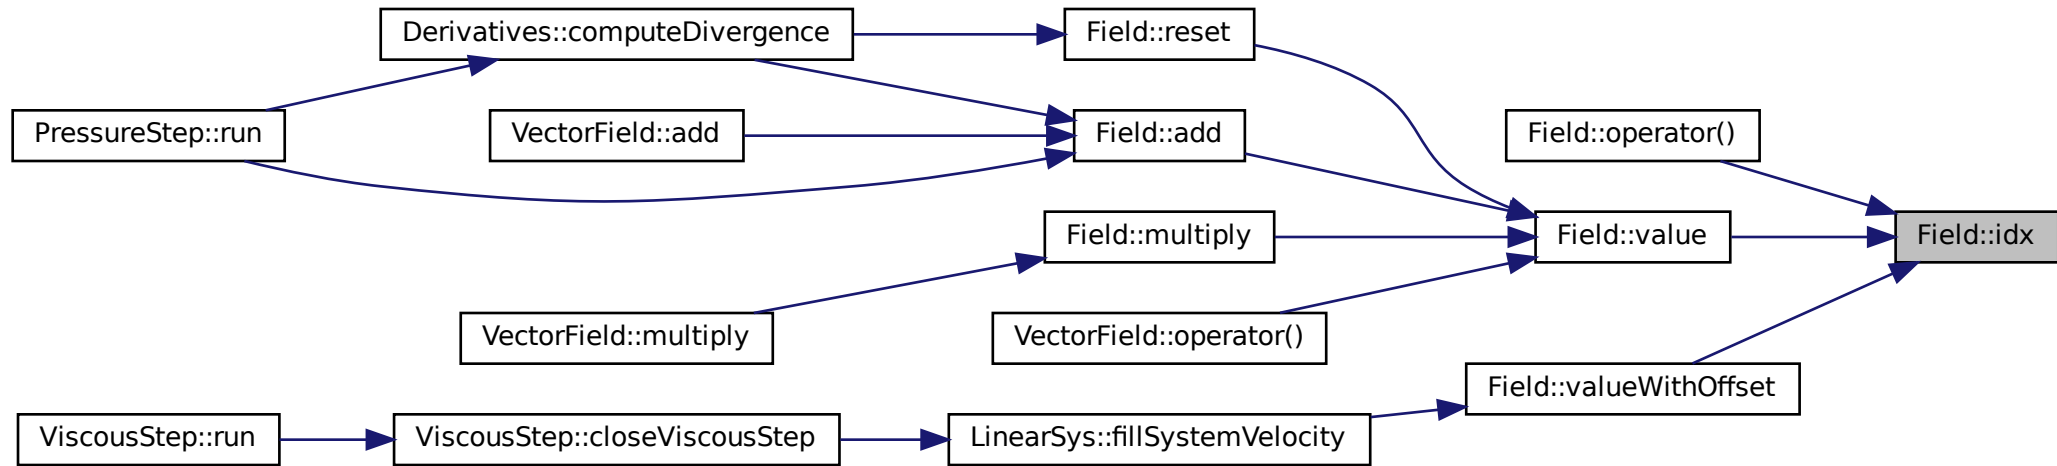 Derivatives::computeDivergence
Field::reset
PressureStep::run
VectorField::add
Field::add
Field::operator()
Field::multiply
Field::value
Field::idx
VectorField::multiply
VectorField::operator()
Field::valueWithOffset
ViscousStep::run
ViscousStep::closeViscousStep
LinearSys::fillSystemVelocity